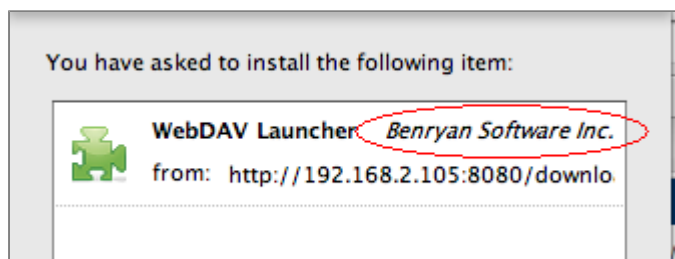 You have asked to install the following item:
WebDAV Launcher Benryan Software Inc.
from: http://192.168.2.105:8080/downlo